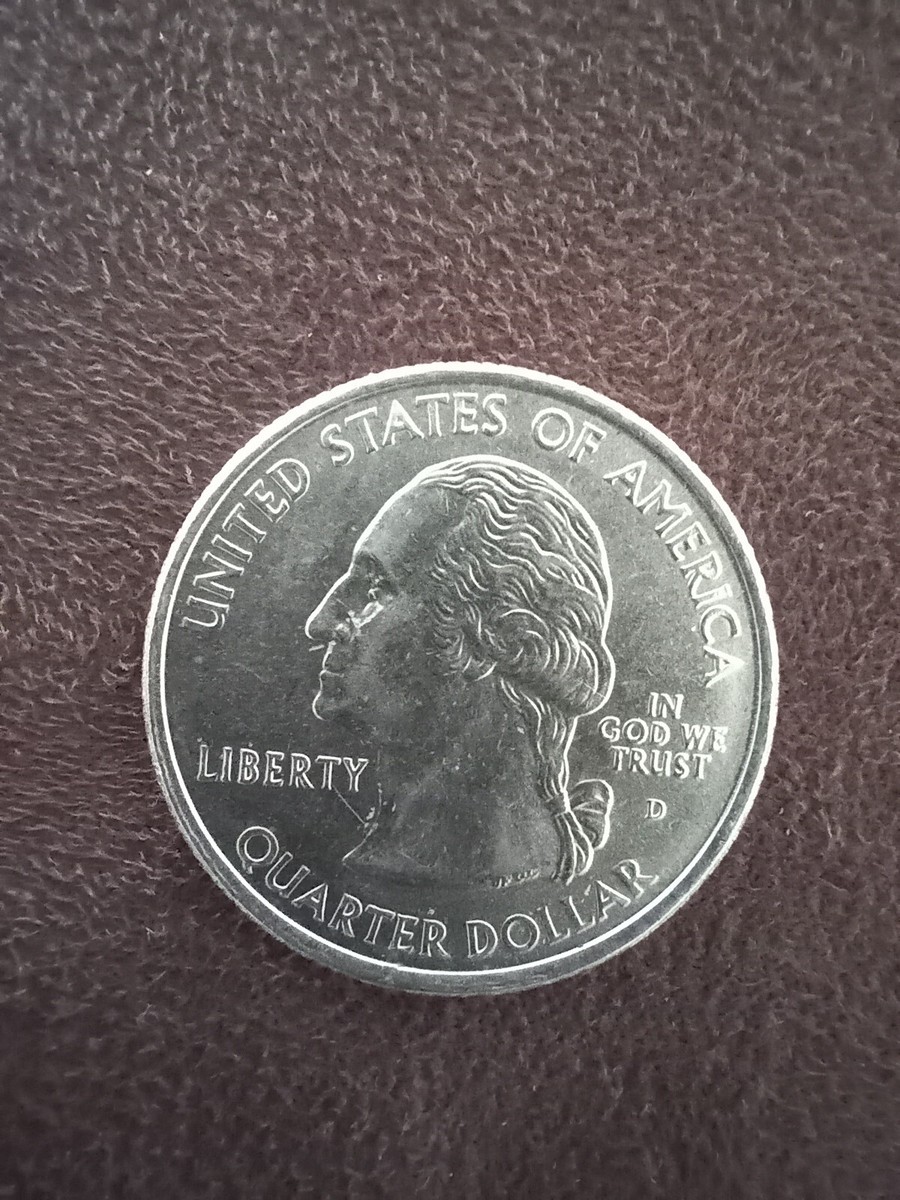 UNITED STATES OF AMERICA
LIBERTY
IN
GOD WE
TRUST
D
QUARTER DOLLAR